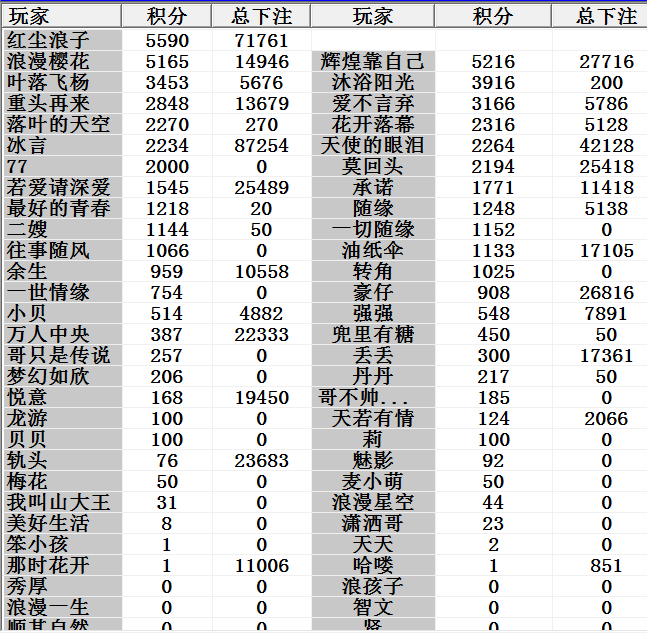 玩家 积分 总下注 玩家 积分 总下注
红尘浪子 5590 71761
浪漫樱花 5165 14946 辉煌靠自己 5216 27716
叶落飞杨 3453 5676 沐浴阳光 3916 200
重头再来 2848 13679 爱不言弃 3166 5786
落叶的天空 2270 270 花开落幕 2316 5128
冰言 2234 87254 天使的眼泪 2264 42128
77 2000 0 莫回头 2194 25418
若爱请深爱 1545 25489 承诺 1771 11418
最好的青春 1218 20 随缘 1248 5138
二嫂 1144 50 一切随缘 1152 0
往事随风 1066 0 油纸伞 1133 17105
余生 959 10558 转角 1025 0
一世情缘 754 0 豪仔 908 26816
小贝 514 4882 强强 548 7891
万人中央 387 22333 兜里有糖 450 50
哥只是传说 257 0 丢丢 300 17361
梦幻如欣 206 0 丹丹 217 50
悦意 168 19450 哥不帅... 185 0
龙游 100 0 天若有情 124 2066
贝贝 100 0 莉 100 0
轨头 76 23683 魅影 92 0
梅花 50 0 麦小萌 50 0
我叫山大王 31 0 浪漫星空 44 0
美好生活 8 0 潇洒哥 23 0
笨小孩 1 0 天天 2 0
那时花开 1 11006 哈喽 1 851
秀厚 0 0 浪孩子 0 0
浪漫一生 0 0 智文 0 0
顺其自然 0 0 贤 0 0